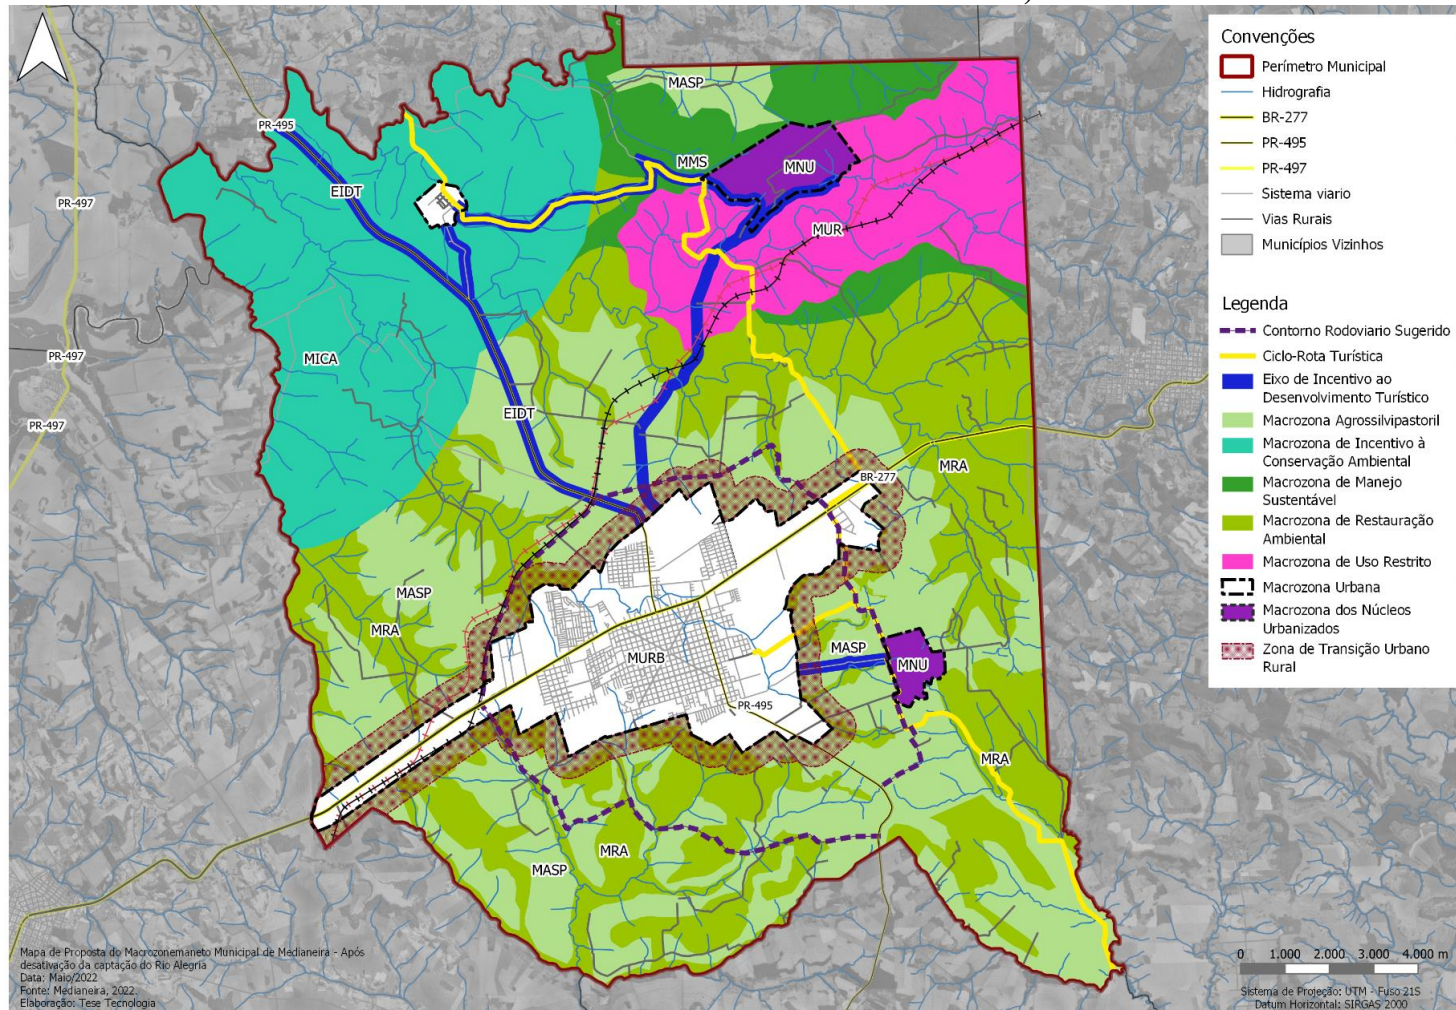 PR-495
PR-497
PR-497
PR-497
EIDT
MICA
MASP
MMS
MNU
MUR
EIDT
BR-277
MRA
MASP
MRA
MURB
MASP
MNU
PR-495
MRA
MRA
MASP
Convenções
Perímetro Municipal
Hidrografia
BR-277
PR-495
PR-497
Sistema viario
Vias Rurais
Municípios Vizinhos
Legenda
Contorno Rodoviario Sugerido
Ciclo-Rota Turística
Eixo de Incentivo ao
Desenvolvimento Turístico
Macrozona Agrossilvipastoril
Macrozona de Incentivo à
Conservação Ambiental
Macrozona de Manejo
Sustentável
Macrozona de Restauração
Ambiental
Macrozona de Uso Restrito
Macrozona Urbana
Macrozona dos Núcleos
Urbanizados
Zona de Transição Urbano
Rural
Mapa de Proposta do Macrozonemaneto Municipal de Medianeira - Após
desativação da captação do Rio Alegria
Data: Maio/2022
Fonte: Medianeira, 2022.
Elaboração: Tese Tecnologia
0 1.000 2.000 3.000 4.000 m
Sistema de Projeção: UTM - Fuso 21S
Datum Horizontal: SIRGAS 2000